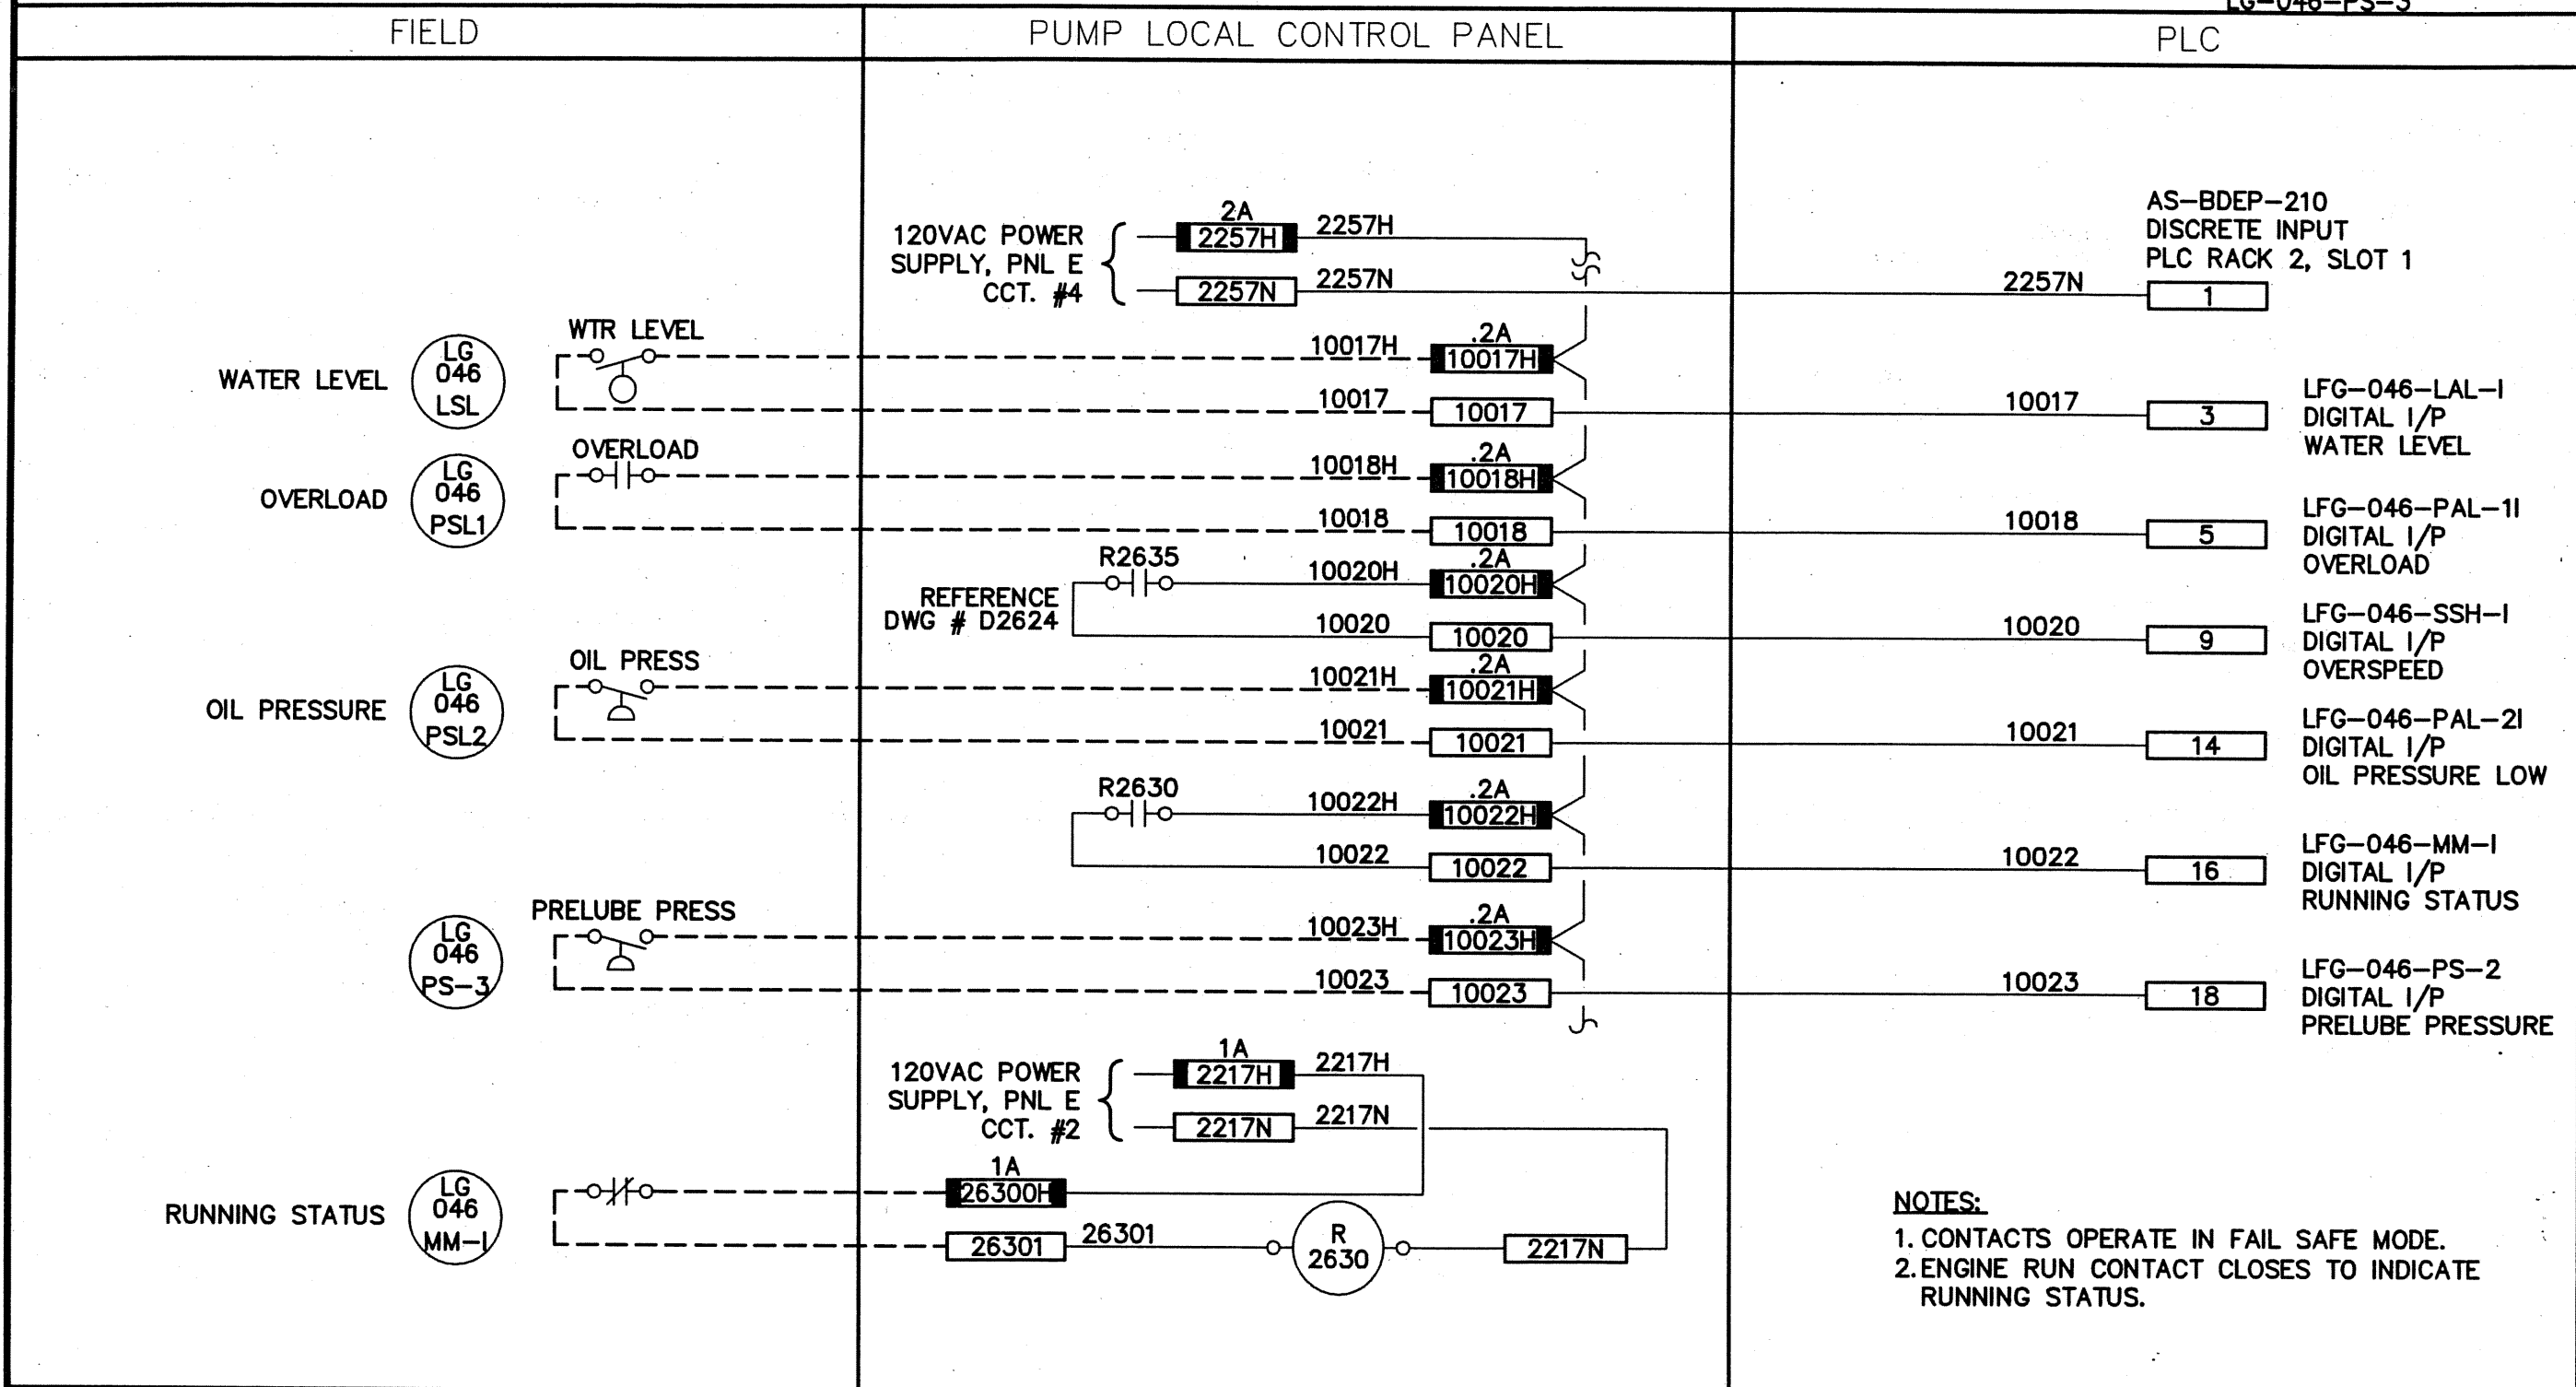 LG-046-PS-3
FIELD
PUMP LOCAL CONTROL PANEL
PLC
120VAC POWER
SUPPLY, PNL E
CCT. #4
2A
2257H
2257H
2257N
2257N
2257N
AS-BDEP-210
DISCRETE INPUT
PLC RACK 2, SLOT 1
1
WATER LEVEL
LG
046
LSL
WTR LEVEL
10017H
.2A
10017H
10017
10017
10017
3
LFG-046-LAL-I
DIGITAL I/P
WATER LEVEL
OVERLOAD
LG
046
PSL1
OVERLOAD
10018H
.2A
10018H
10018
10018
10018
5
LFG-046-PAL-1I
DIGITAL I/P
OVERLOAD
REFERENCE
DWG # D2624
R2635
10020H
.2A
10020H
10020
10020
10020
9
LFG-046-SSH-I
DIGITAL I/P
OVERSPEED
OIL PRESSURE
LG
046
PSL2
OIL PRESS
10021H
.2A
10021H
10021
10021
10021
14
LFG-046-PAL-2I
DIGITAL I/P
OIL PRESSURE LOW
R2630
10022H
.2A
10022H
10022
10022
10022
16
LFG-046-MM-I
DIGITAL I/P
RUNNING STATUS
LG
046
PS-3
PRELUBE PRESS
10023H
.2A
10023H
10023
10023
10023
18
LFG-046-PS-2
DIGITAL I/P
PRELUBE PRESSURE
120VAC POWER
SUPPLY, PNL E
CCT. #2
1A
2217H
2217H
2217N
2217N
RUNNING STATUS
LG
046
MM-I
1A
26300H
26301
26301
R
2630
2217N
NOTES:
1. CONTACTS OPERATE IN FAIL SAFE MODE.
2. ENGINE RUN CONTACT CLOSES TO INDICATE
RUNNING STATUS.